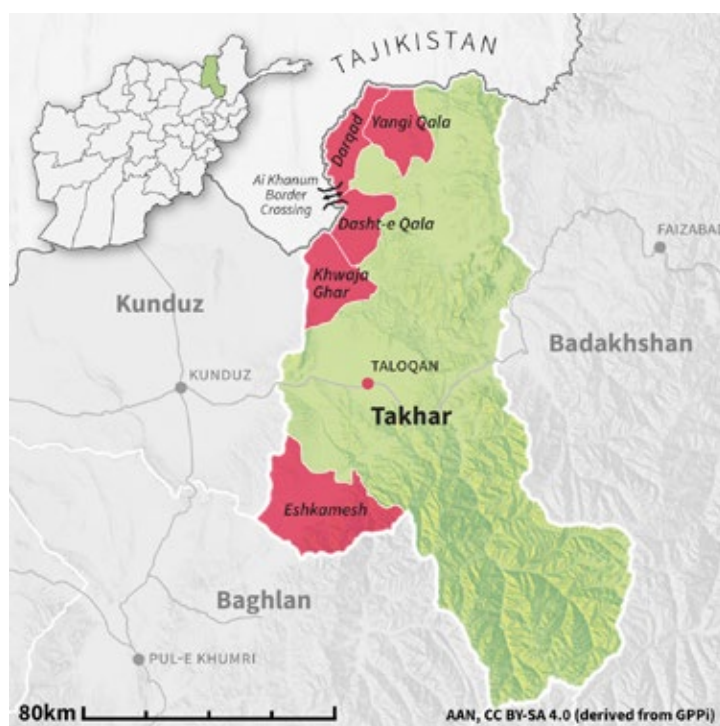 TAJIKISTAN
Yangi Qala
Darqad
Ai Khanum
Border
Crossing
Dasht-e Qala
FAIZABAD
Khwaja
Ghar
Kunduz
Badakhshan
TALOQAN
KUNDUZ
Takhar
Eshkamesh
Baghlan
PUL-E KHUMRI
80km
AAN, CC BY-SA 4.0 (derived from GPPi)